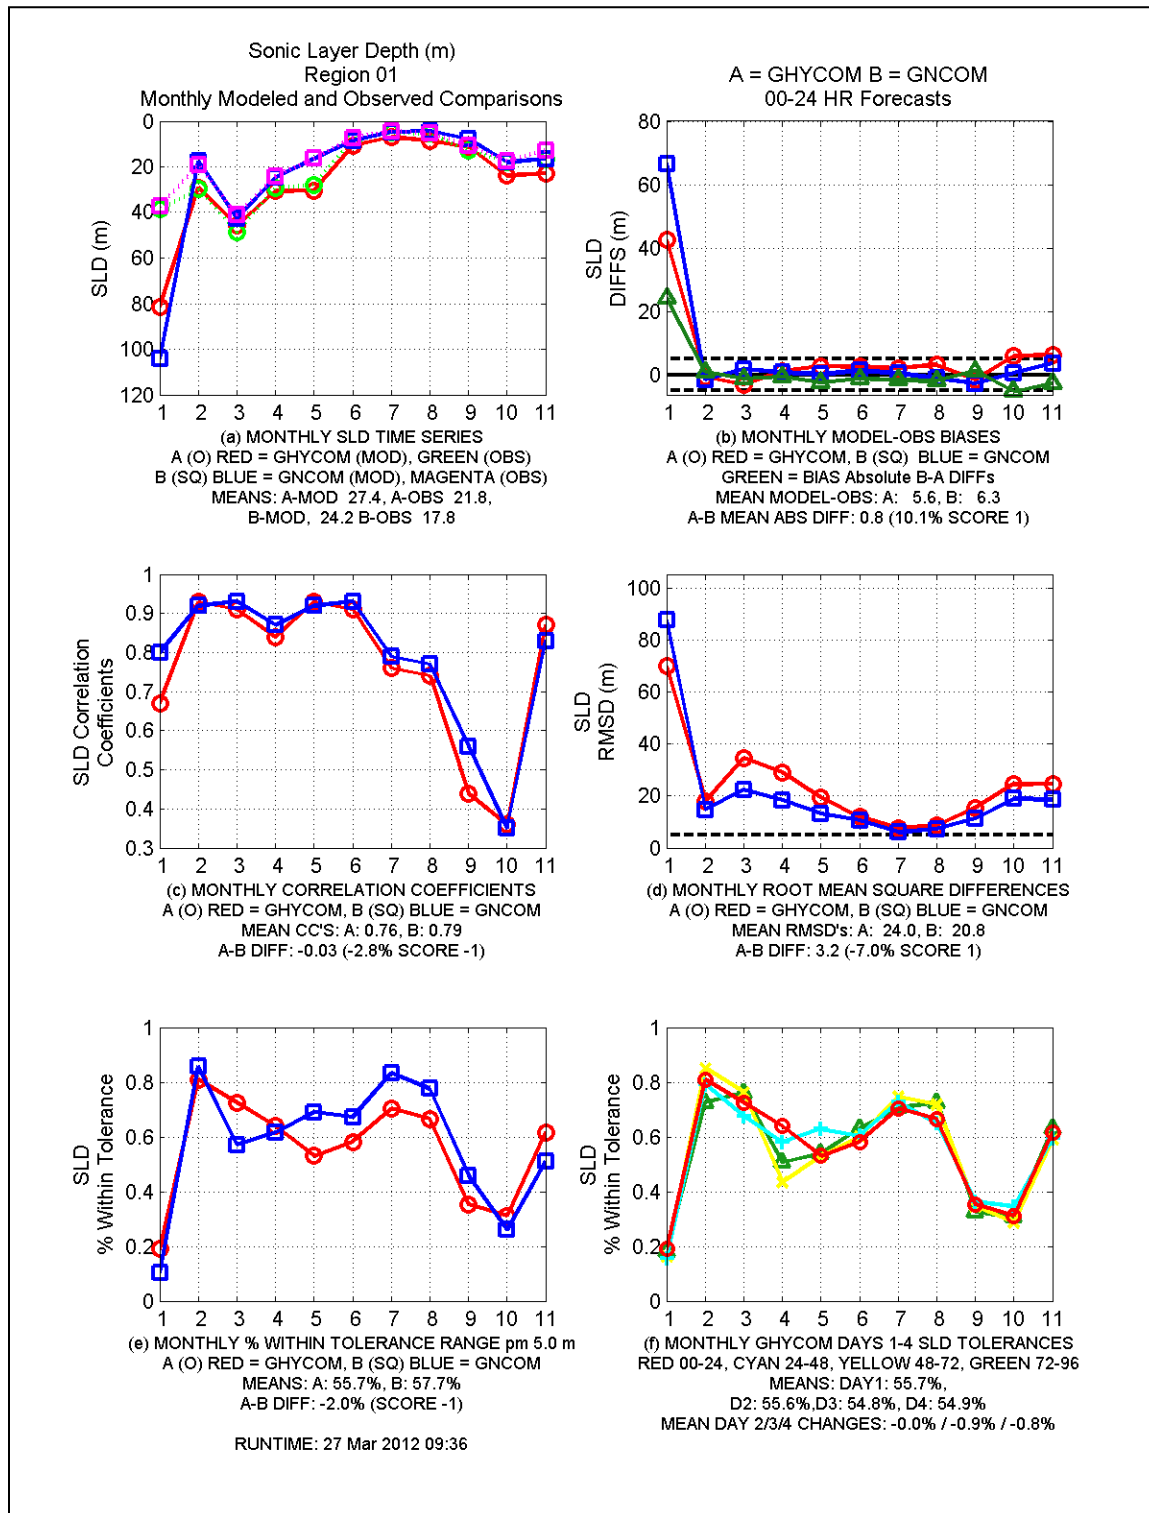 Sonic Layer Depth (m)
Region 01
Monthly Modeled and Observed Comparisons
A = GHYCOM B = GNCOM
00-24 HR Forecasts
0
20
40
60
80
100
120
SLD (m)
1 2 3 4 5 6 7 8 9 10 11
(a) MONTHLY SLD TIME SERIES
A (O) RED = GHYCOM (MOD), GREEN (OBS)
B (SQ) BLUE = GNCOM (MOD), MAGENTA (OBS)
MEANS: A-MOD 27.4, A-OBS 21.8,
B-MOD, 24.2 B-OBS 17.8
80
60
40
20
0
SLD
DIFFS (m)
1 2 3 4 5 6 7 8 9 10 11
(b) MONTHLY MODEL-OBS BIASES
A (O) RED = GHYCOM, B (SQ) BLUE = GNCOM
GREEN = BIAS Absolute B-A DIFFs
MEAN MODEL-OBS: A: 5.6, B: 6.3
A-B MEAN ABS DIFF: 0.8 (10.1% SCORE 1)
1
0.9
0.8
0.7
0.6
0.5
0.4
0.3
SLD Correlation
Coefficients
1 2 3 4 5 6 7 8 9 10 11
(c) MONTHLY CORRELATION COEFFICIENTS
A (O) RED = GHYCOM, B (SQ) BLUE = GNCOM
MEAN CC'S: A: 0.76, B: 0.79
A-B DIFF: -0.03 (-2.8% SCORE -1)
100
80
60
40
20
0
SLD
RMSD (m)
1 2 3 4 5 6 7 8 9 10 11
(d) MONTHLY ROOT MEAN SQUARE DIFFERENCES
A (O) RED = GHYCOM, B (SQ) BLUE = GNCOM
MEAN RMSD's: A: 24.0, B: 20.8
A-B DIFF: 3.2 (-7.0% SCORE 1)
1
0.8
0.6
0.4
0.2
0
SLD
% Within Tolerance
1 2 3 4 5 6 7 8 9 10 11
(e) MONTHLY % WITHIN TOLERANCE RANGE pm 5.0 m
A (O) RED = GHYCOM, B (SQ) BLUE = GNCOM
MEANS: A: 55.7%, B: 57.7%
A-B DIFF: -2.0% (SCORE -1)
RUNTIME: 27 Mar 2012 09:36
1
0.8
0.6
0.4
0.2
0
SLD
% Within Tolerance
1 2 3 4 5 6 7 8 9 10 11
(f) MONTHLY GHYCOM DAYS 1-4 SLD TOLERANCES
RED 00-24, CYAN 24-48, YELLOW 48-72, GREEN 72-96
MEANS: DAY1: 55.7%,
D2: 55.6%,D3: 54.8%, D4: 54.9%
MEAN DAY 2/3/4 CHANGES: -0.0% / -0.9% / -0.8%